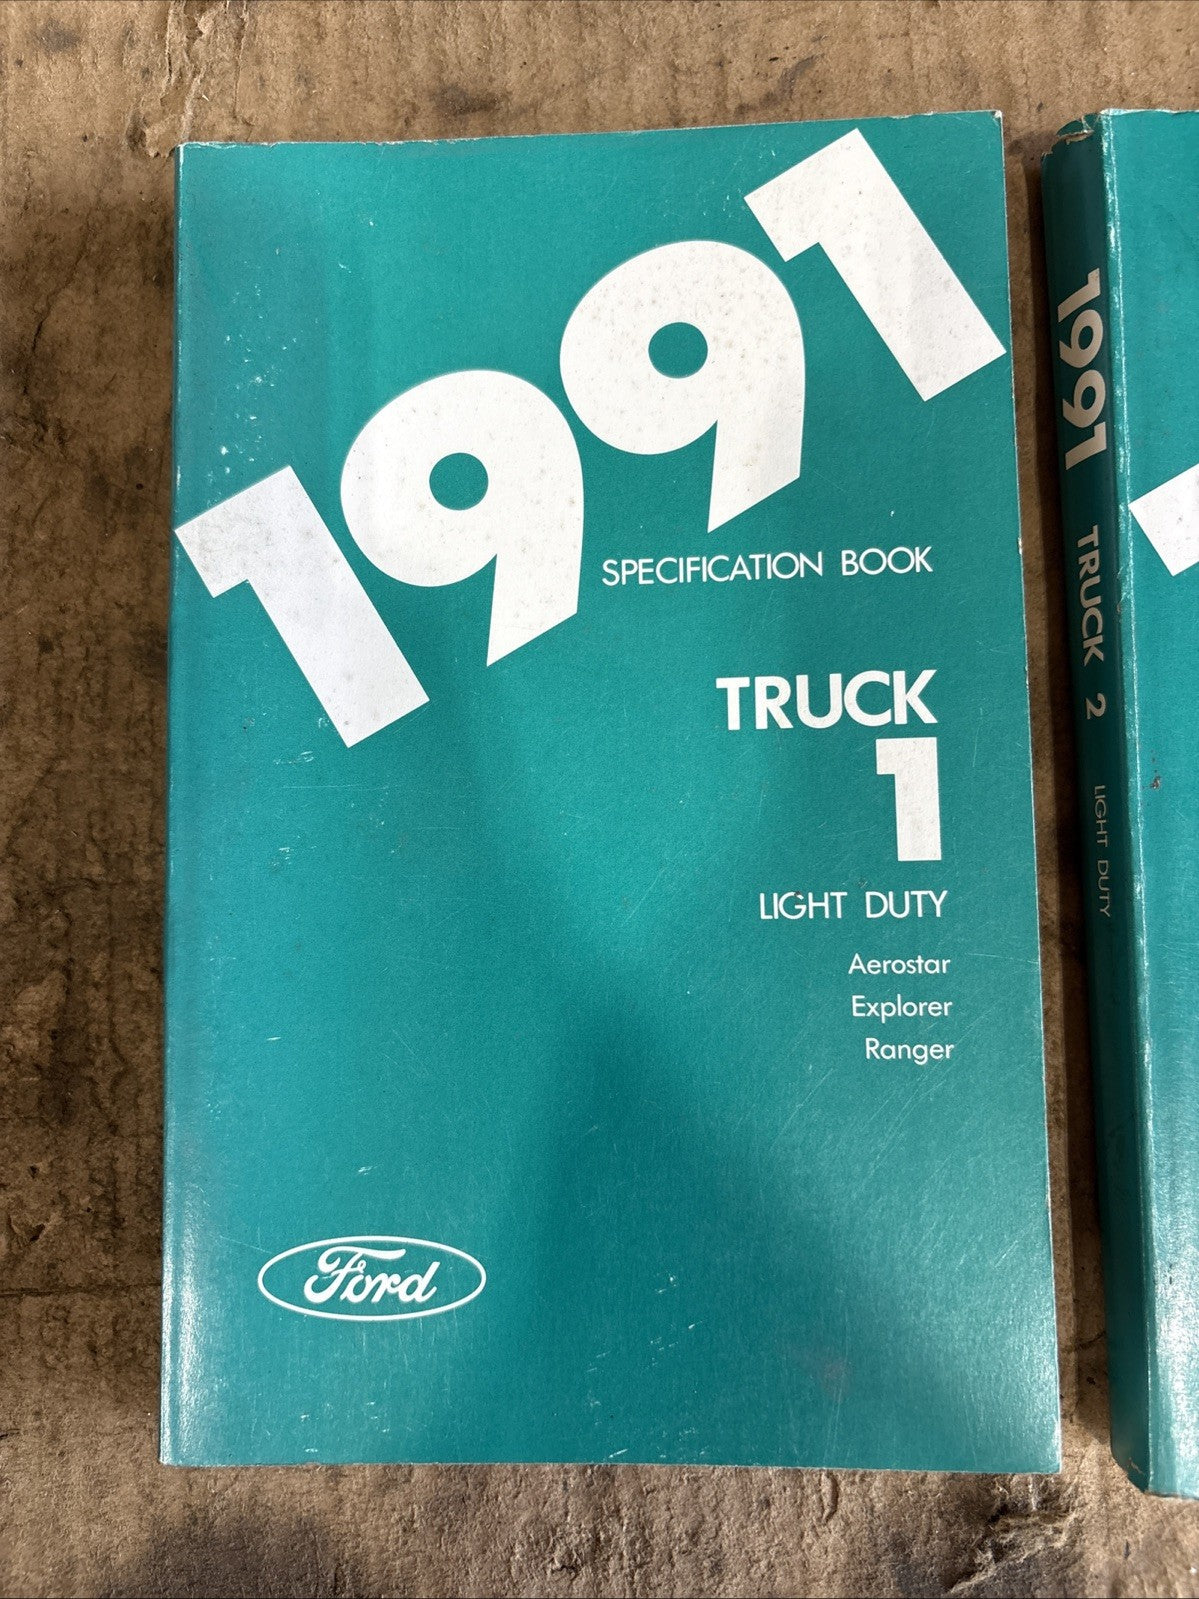 1991
SPECIFICATION BOOK
TRUCK
1
LIGHT DUTY
Aerostar
Explorer
Ranger
Ford
1991 TRUCK 2 LIGHT DUTY